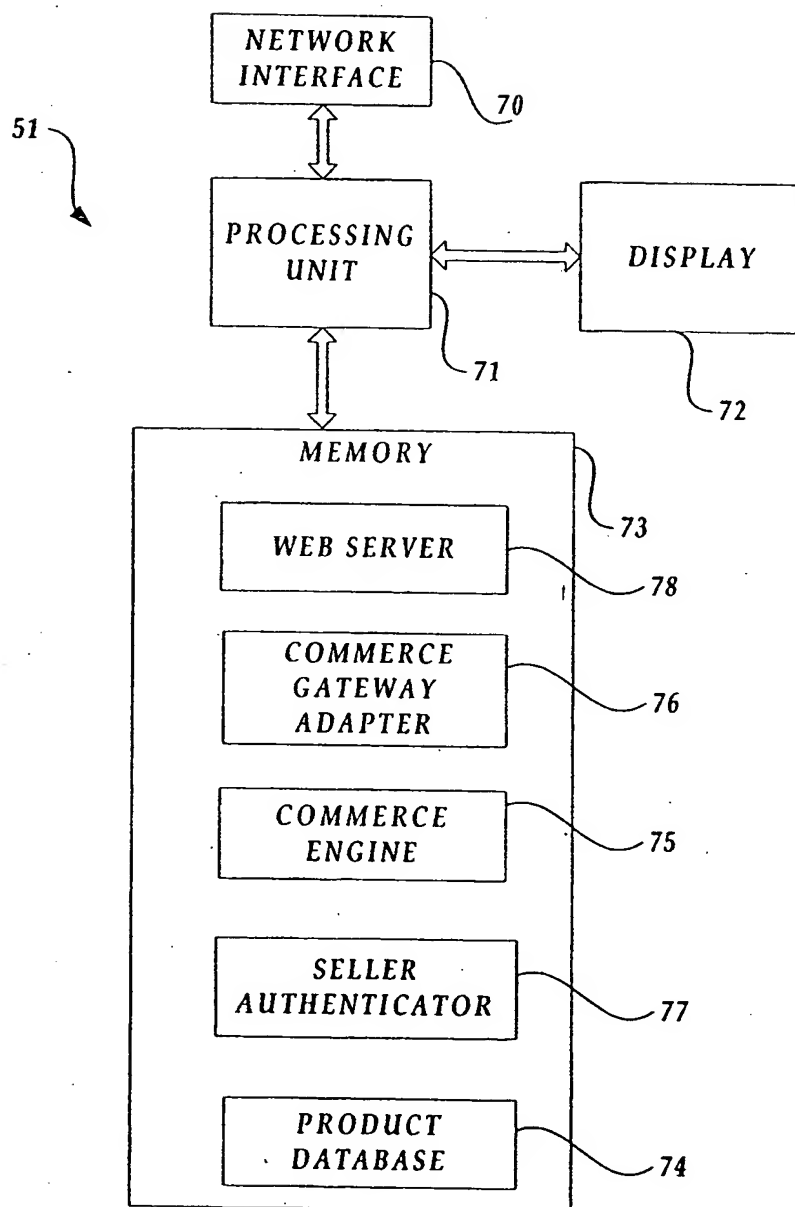 NETWORK
INTERFACE
70
51
PROCESSING
UNIT
71
DISPLAY
72
MEMORY
73
WEB SERVER
78
COMMERCE
GATEWAY
ADAPTER
76
COMMERCE
ENGINE
75
SELLER
AUTHENTICATOR
77
PRODUCT
DATABASE
74